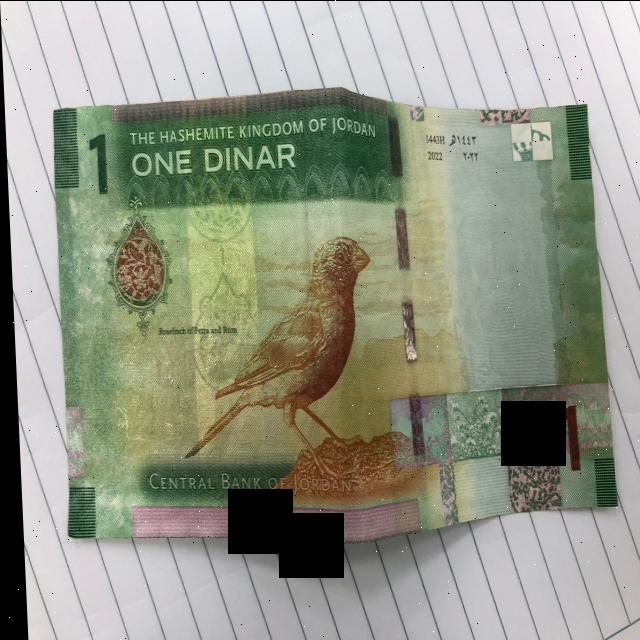 1
THE HASHEMITE KINGDOM OF JORDAN
ONE DINAR
1443H ١٤٤٣هـ
2022 ٢٠٢٢
Rosefinch of Petra and Rum
CENTRAL BANK OF JORDAN
1